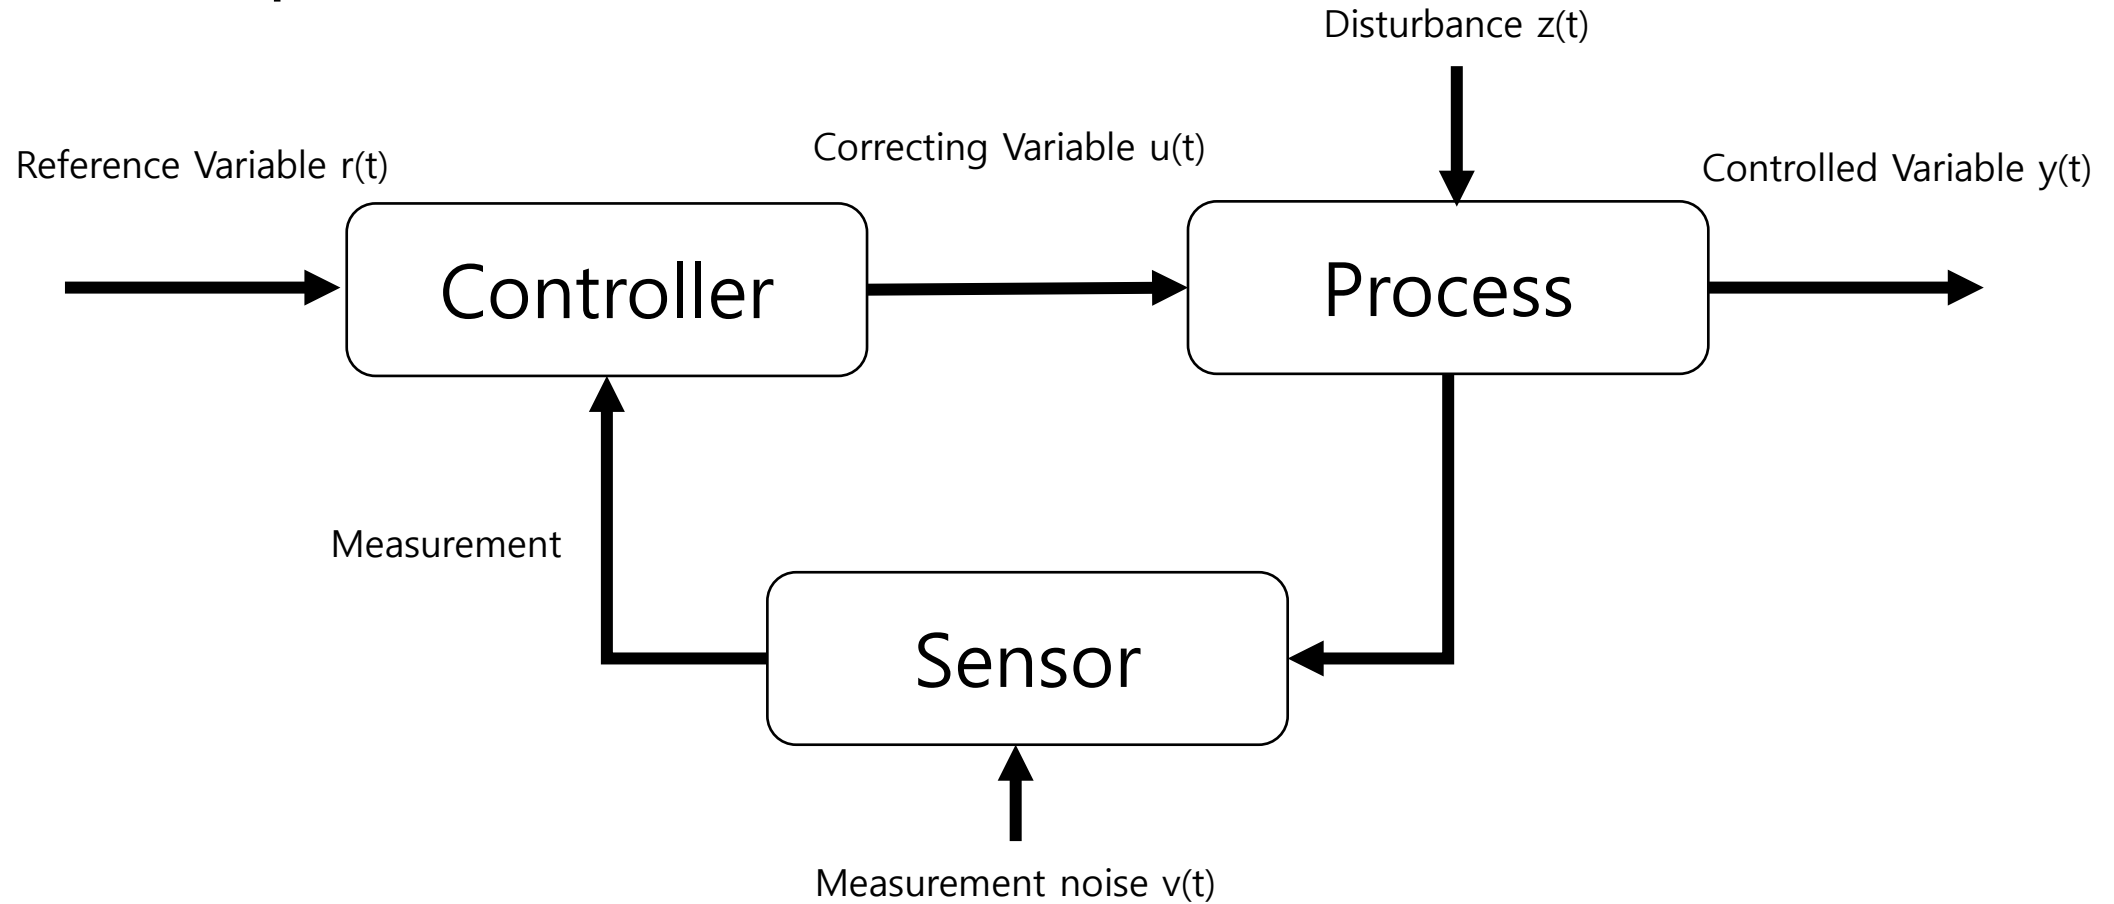 Disturbance z(t)
Reference Variable r(t)
Correcting Variable u(t)
Controlled Variable y(t)
Controller
Process
Measurement
Sensor
Measurement noise v(t)